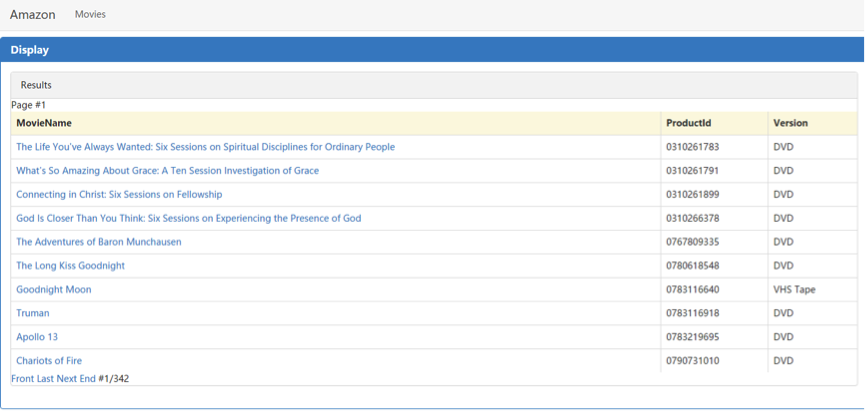 Amazon Movies
Display
Results
Page #1
MovieName ProductId Version
The Life You've Always Wanted: Six Sessions on Spiritual Disciplines for Ordinary People 0310261783 DVD
What's So Amazing About Grace: A Ten Session Investigation of Grace 0310261791 DVD
Connecting in Christ: Six Sessions on Fellowship 0310261899 DVD
God Is Closer Than You Think: Six Sessions on Experiencing the Presence of God 0310266378 DVD
The Adventures of Baron Munchausen 0767809335 DVD
The Long Kiss Goodnight 0780618548 DVD
Goodnight Moon 0783116640 VHS Tape
Truman 0783116918 DVD
Apollo 13 0783219695 DVD
Chariots of Fire 0790731010 DVD
Front Last Next End #1/342